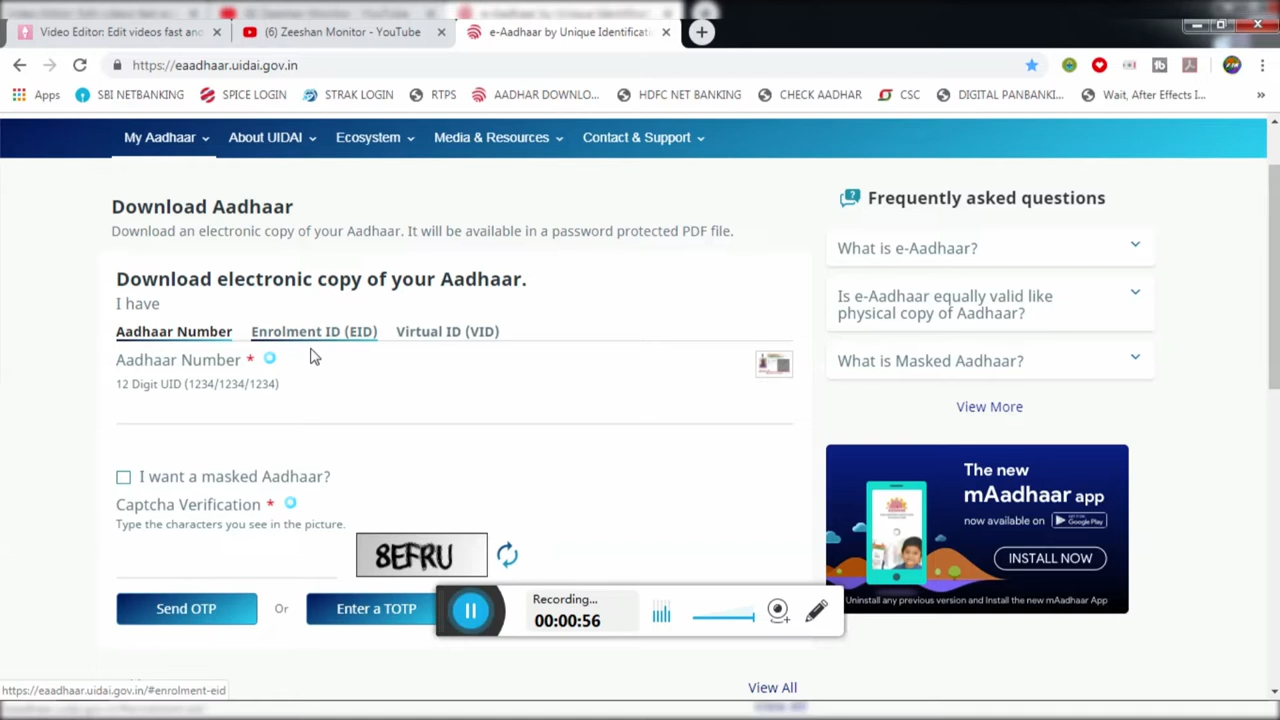 Video Editor: Edit videos fast and
(6) Zeeshan Monitor - YouTube
e-Aadhaar by Unique Identificati
https://eaadhaar.uidai.gov.in
Apps
SBI NETBANKING
SPICE LOGIN
STRAK LOGIN
RTPS
AADHAR DOWNLO...
HDFC NET BANKING
CHECK AADHAR
CSC
DIGITAL PANBANKI...
Wait, After Effects I...
»
My Aadhaar
About UIDAI
Ecosystem
Media & Resources
Contact & Support
Download Aadhaar
Download an electronic copy of your Aadhaar. It will be available in a password protected PDF file.
Download electronic copy of your Aadhaar.
I have
Aadhaar Number
Enrolment ID (EID)
Virtual ID (VID)
Aadhaar Number *
12 Digit UID (1234/1234/1234)
I want a masked Aadhaar?
Captcha Verification *
Type the characters you see in the picture.
8EFRU
Send OTP
Or
Enter a TOTP
Recording...
00:00:56
Frequently asked questions
What is e-Aadhaar?
Is e-Aadhaar equally valid like
physical copy of Aadhaar?
What is Masked Aadhaar?
View More
The new
mAadhaar app
now available on
Google Play
INSTALL NOW
Uninstall any previous version and Install the new mAadhaar App
View All
https://eaadhaar.uidai.gov.in/#enrolment-eid